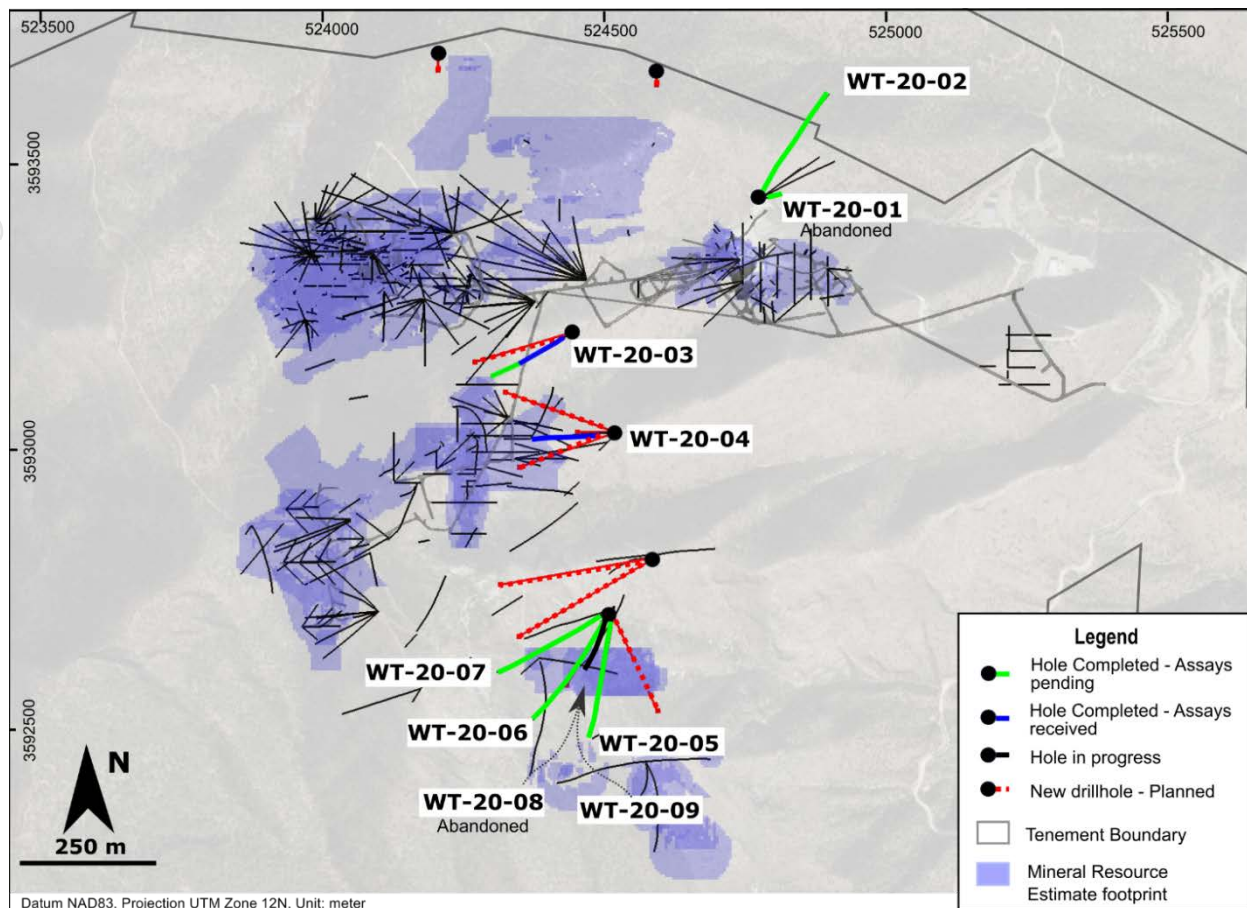 523500
524000
524500
525000
525500
3593500
3593000
3592500
WT-20-02
WT-20-01
Abandoned
WT-20-03
WT-20-04
WT-20-07
WT-20-06
WT-20-05
WT-20-08
Abandoned
WT-20-09
N
250 m
Legend
Hole Completed - Assays
pending
Hole Completed - Assays
received
Hole in progress
New drillhole - Planned
Tenement Boundary
Mineral Resource
Estimate footprint
Datum NAD83, Projection UTM Zone 12N, Unit: meter